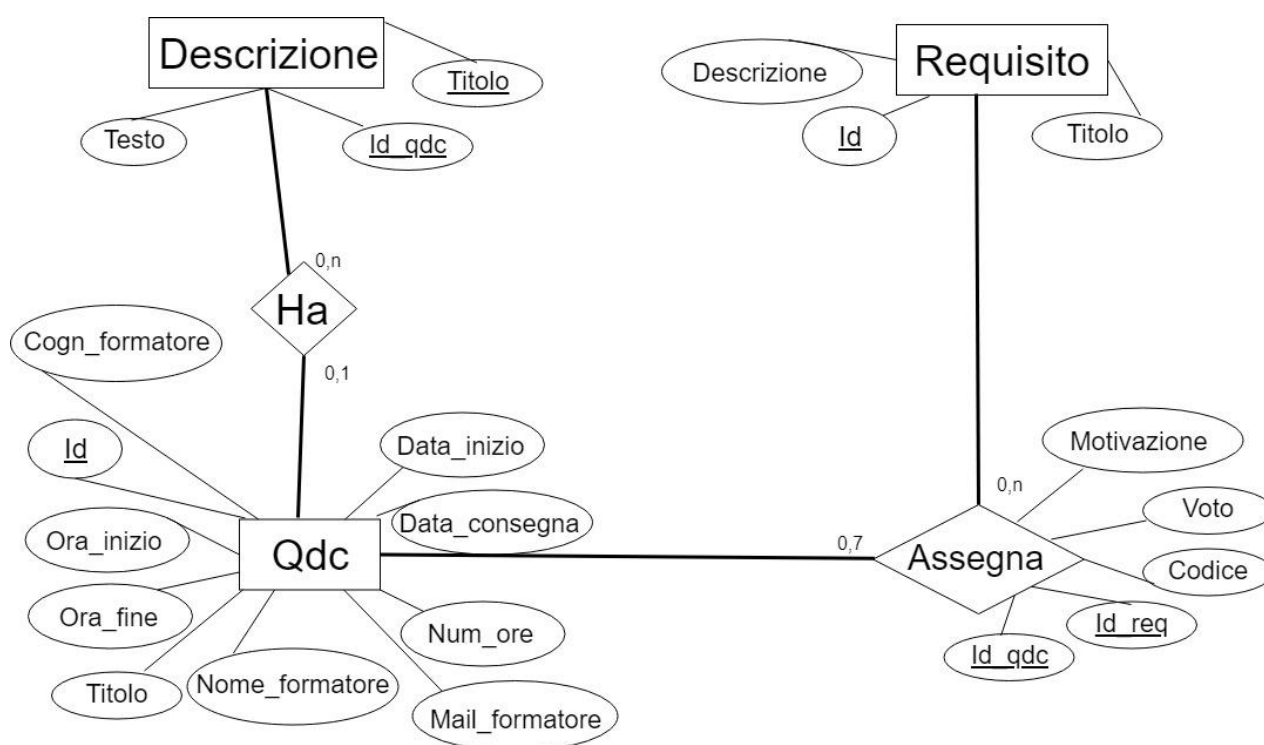 Descrizione
Titolo
Testo
Id_qdc
Requisito
Descrizione
Id
Titolo
0,n
Ha
0,1
Cogn_formatore
Id
Ora_inizio
Ora_fine
Titolo
Nome_formatore
Data_inizio
Data_consegna
Qdc
Num_ore
Mail_formatore
0,7
0,n
Assegna
Motivazione
Voto
Codice
Id_req
Id_qdc